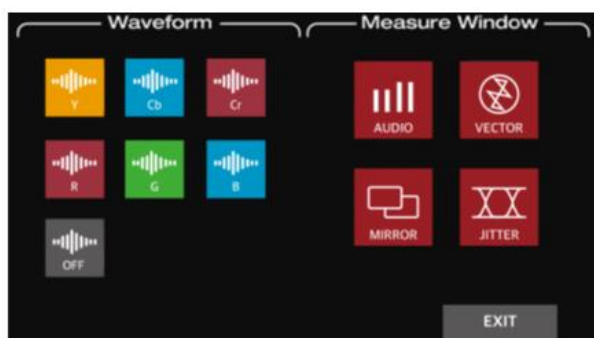 Waveform
Measure Window
Y
Cb
Cr
AUDIO
VECTOR
R
G
B
MIRROR
JITTER
OFF
EXIT